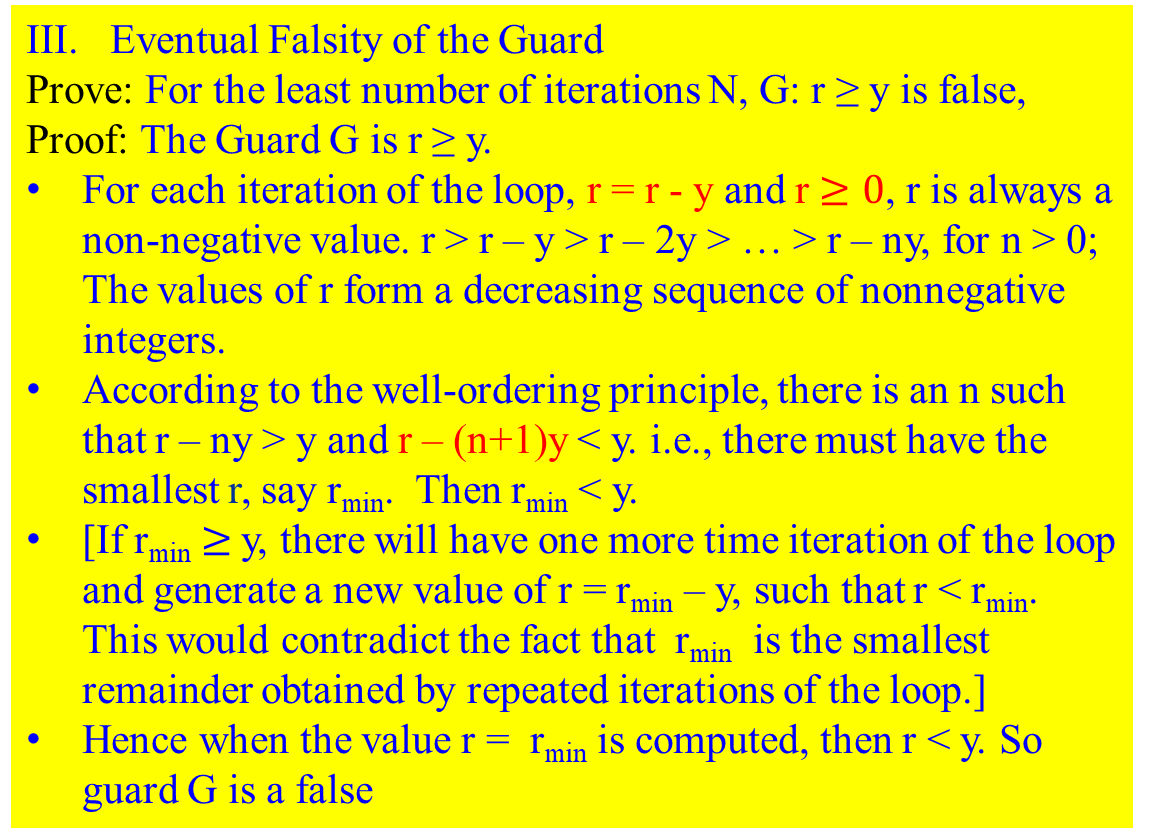 III. Eventual Falsity of the Guard
Prove: For the least number of iterations N, G: r ≥ y is false,
Proof: The Guard G is r ≥ y.
• For each iteration of the loop, r = r - y and r ≥ 0, r is always a
non-negative value. r > r – y > r – 2y > … > r – ny, for n > 0;
The values of r form a decreasing sequence of nonnegative
integers.
• According to the well-ordering principle, there is an n such
that r – ny > y and r – (n+1)y < y. i.e., there must have the
smallest r, say rmin. Then rmin < y.
• [If rmin ≥ y, there will have one more time iteration of the loop
and generate a new value of r = rmin – y, such that r < rmin.
This would contradict the fact that rmin is the smallest
remainder obtained by repeated iterations of the loop.]
• Hence when the value r = rmin is computed, then r < y. So
guard G is a false